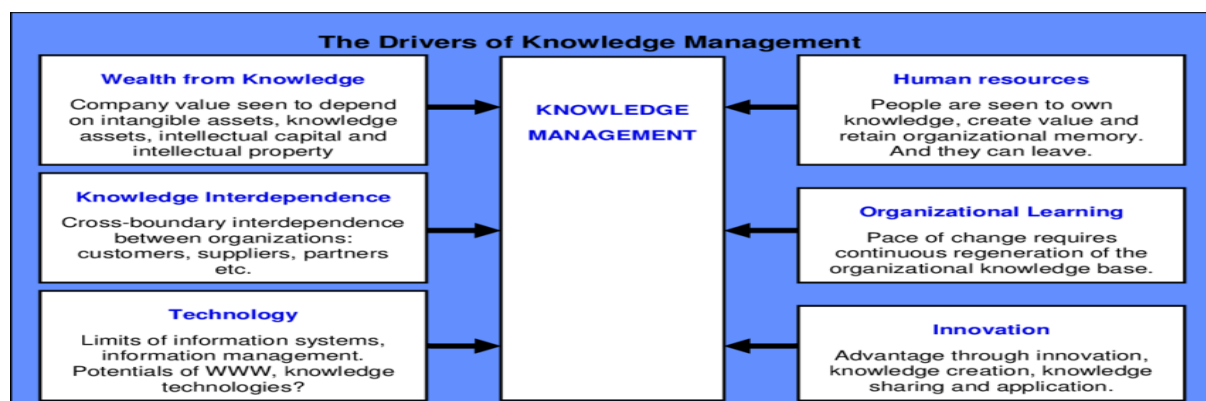 The Drivers of Knowledge Management
Wealth from Knowledge
Company value seen to depend
on intangible assets, knowledge
assets, intellectual capital and
intellectual property
Knowledge Interdependence
Cross-boundary interdependence
between organizations:
customers, suppliers, partners
etc.
Technology
Limits of information systems,
information management.
Potentials of WWW, knowledge
technologies?
KNOWLEDGE
MANAGEMENT
Human resources
People are seen to own
knowledge, create value and
retain organizational memory.
And they can leave.
Organizational Learning
Pace of change requires
continuous regeneration of the
organizational knowledge base.
Innovation
Advantage through innovation,
knowledge creation, knowledge
sharing and application.